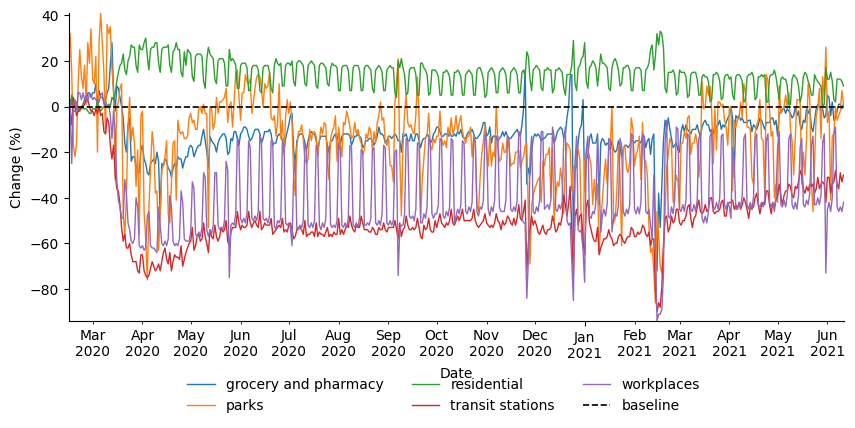 40
20
0
−20
−40
−60
−80
Change (%)
Mar Apr May Jun Jul Aug Sep Oct Nov Dec Jan Feb Mar Apr May Jun
2020 2020 2020 2020 2020 2020 2020 2020 2020 2020 2021 2021 2021 2021 2021 2021
Date
grocery and pharmacy residential workplaces
parks transit stations baseline